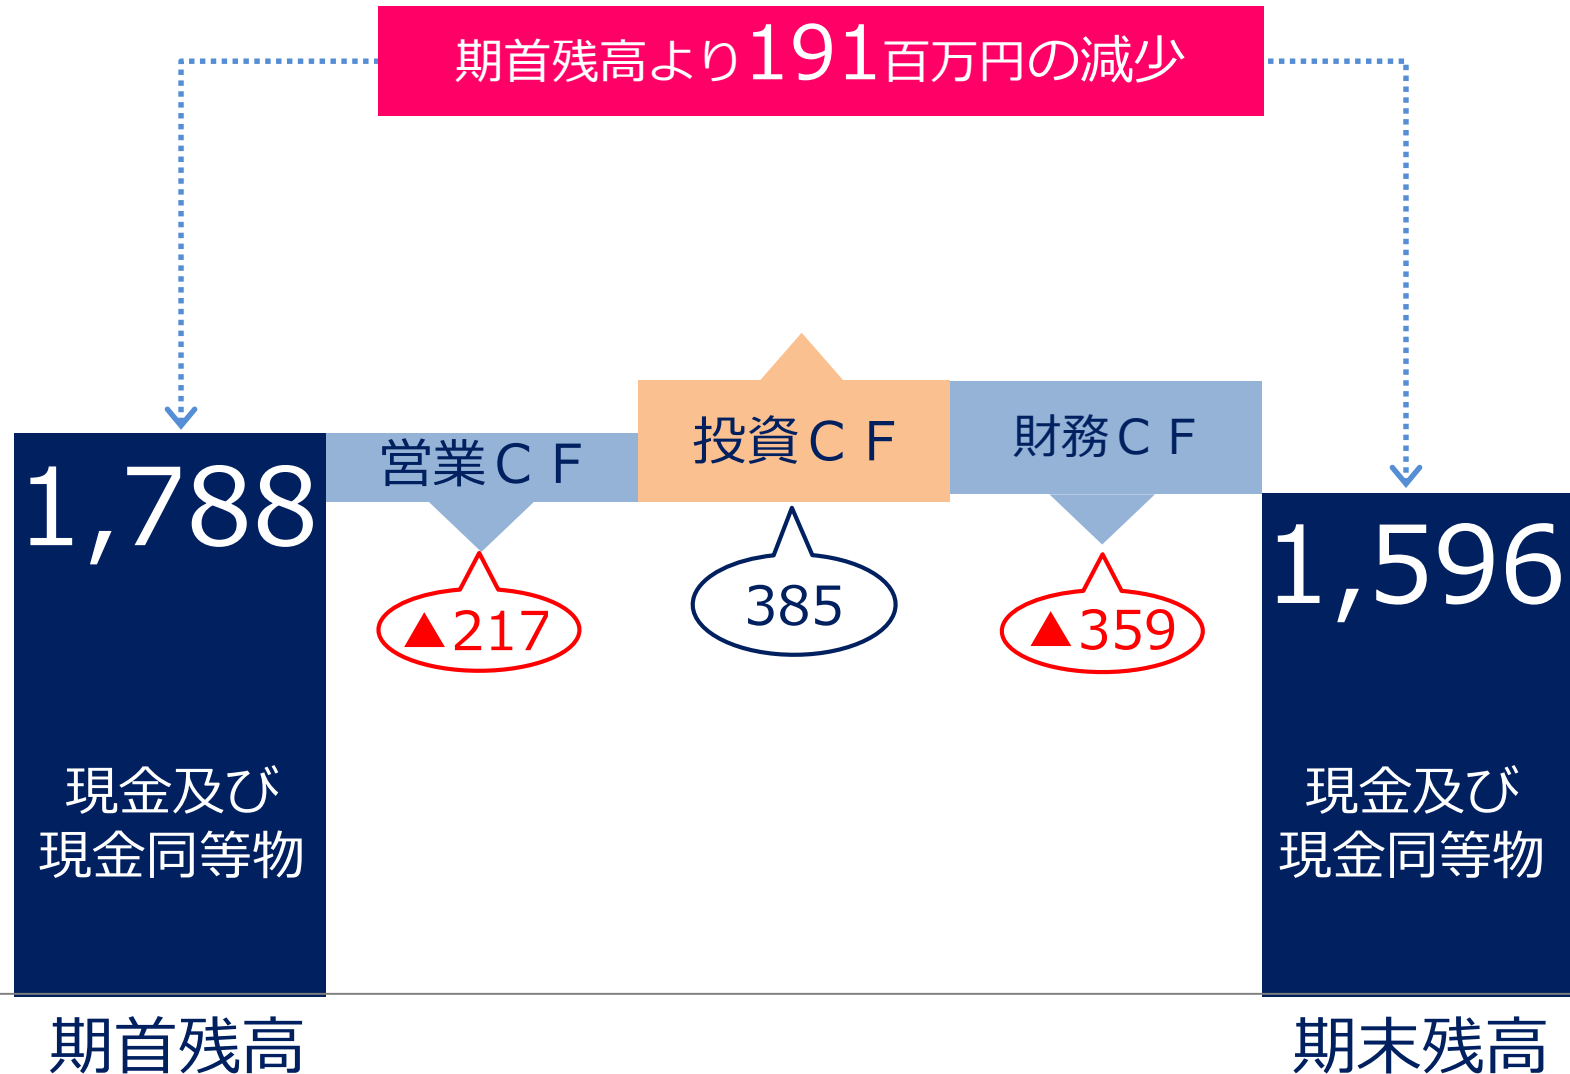 期首残高より191百万円の減少
営業ＣＦ
投資ＣＦ
財務ＣＦ
1,788
1,596
▲217
385
▲359
現金及び
現金同等物
現金及び
現金同等物
期首残高
期末残高